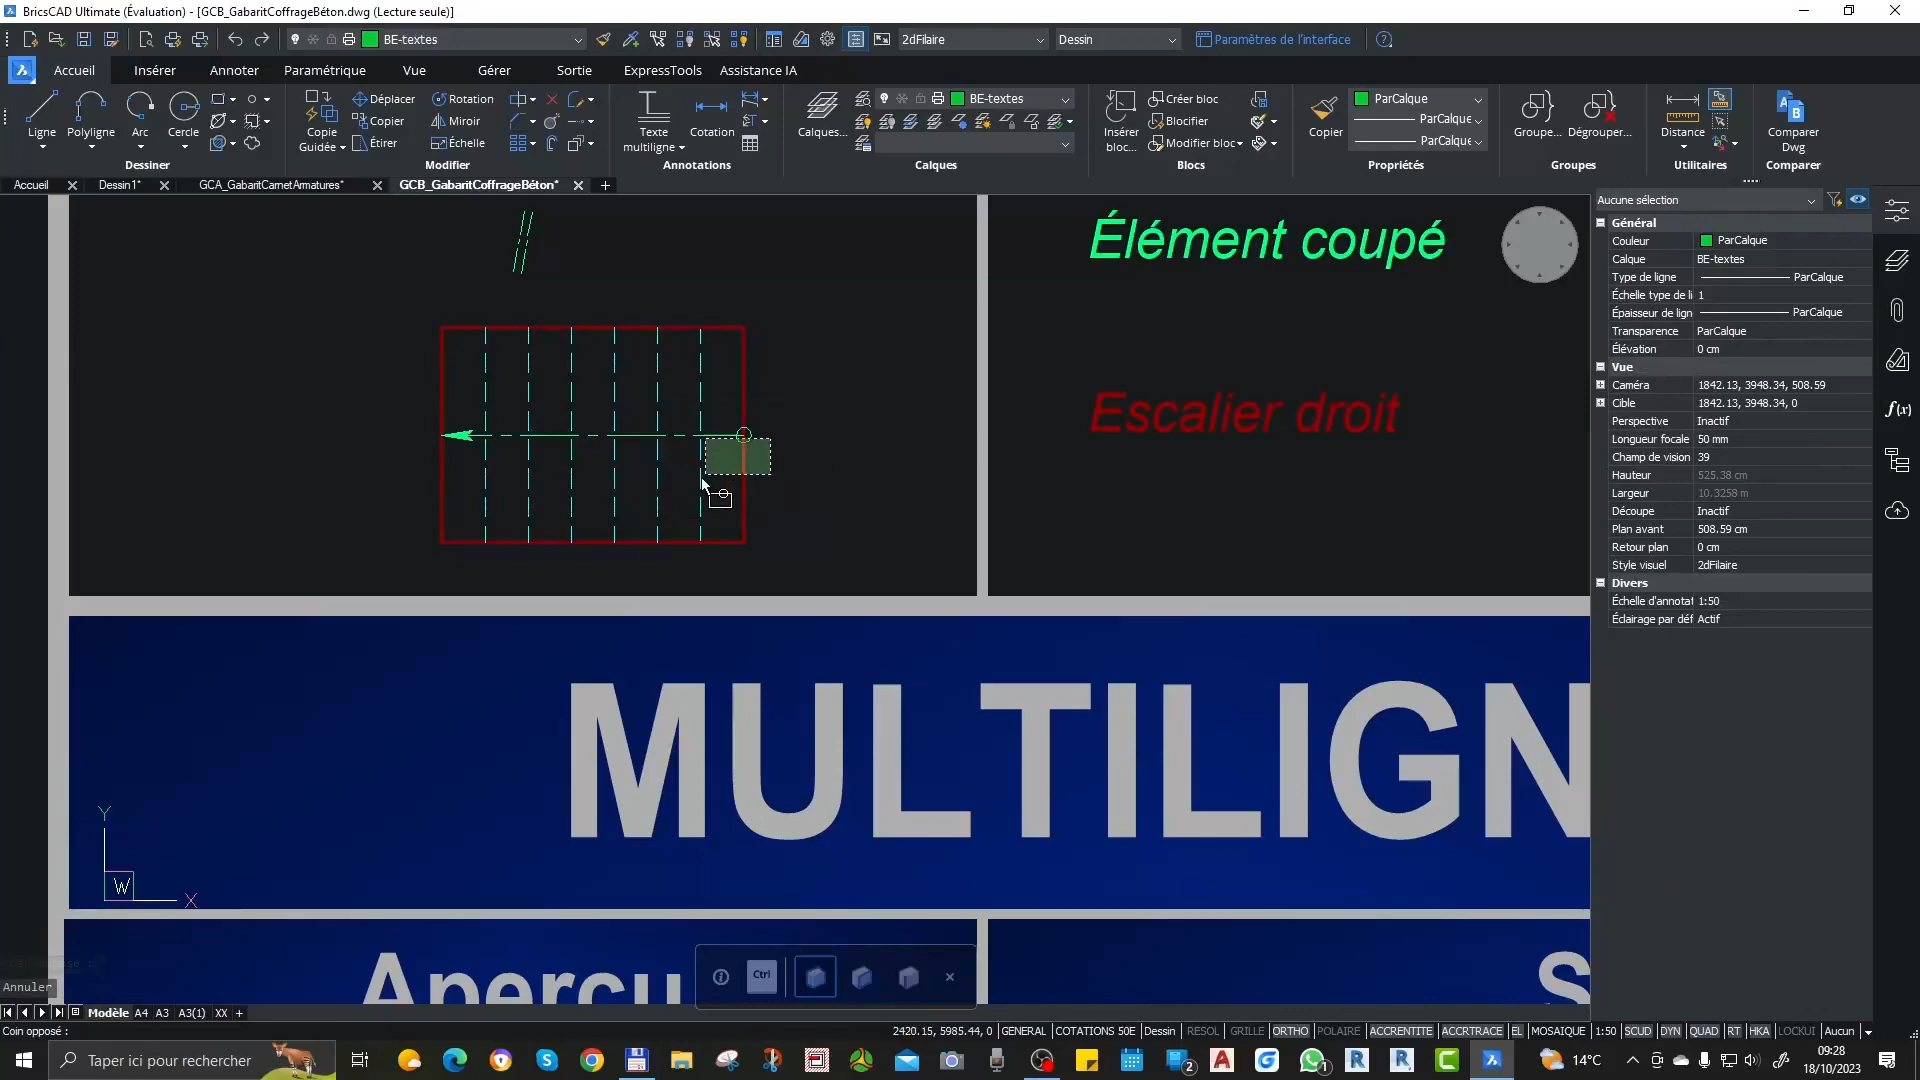 BricsCAD Ultimate (Évaluation) - [GCB_GabaritCoffrageBéton.dwg (Lecture seule)]
BE-textes
2dFilaire
Dessin
Paramètres de l'interface
Accueil
Insérer
Annoter
Paramétrique
Vue
Gérer
Sortie
ExpressTools
Assistance IA
Ligne
Polyligne
Arc
Cercle
Dessiner
Copie
Guidée
Déplacer
Copier
Étirer
Rotation
Miroir
Échelle
Modifier
Texte
multiligne
Cotation
Annotations
Calques...
BE-textes
Calques
Insérer
bloc...
Créer bloc
Blocifier
Modifier bloc
Blocs
Copier
ParCalque
ParCalque
ParCalque
Propriétés
Groupe...
Dégrouper...
Groupes
Distance
Utilitaires
Comparer
Dwg
Comparer
Accueil
Dessin1*
GCA_GabaritCarnetArmatures*
GCB_GabaritCoffrageBéton*
Élément coupé
Escalier droit
MULTILIGN
Aperçu
S
Y
W
X
Ctrl
Annuler
Aucune sélection
Général
Couleur ParCalque
Calque BE-textes
Type de ligne ParCalque
Échelle type de li 1
Épaisseur de lign ParCalque
Transparence ParCalque
Élévation 0 cm
Vue
Caméra 1842.13, 3948.34, 508.59
Cible 1842.13, 3948.34, 0
Perspective Inactif
Longueur focale 50 mm
Champ de vision 39
Hauteur 525.38 cm
Largeur 10.3258 m
Découpe Inactif
Plan avant 508.59 cm
Retour plan 0 cm
Style visuel 2dFilaire
Divers
Échelle d'annotat 1:50
Éclairage par déf Actif
f(x)
Modèle A4 A3 A3(1) XX +
Coin opposé :
2420.15, 5985.44, 0 GENERAL COTATIONS 50E Dessin RESOL GRILLE ORTHO POLAIRE ACCRENTITE ACCRTRACE EL MOSAIQUE 1:50 SCUD DYN QUAD RT HKA LOCKUI Aucun
Taper ici pour rechercher
2
1
14°C
09:28
18/10/2023